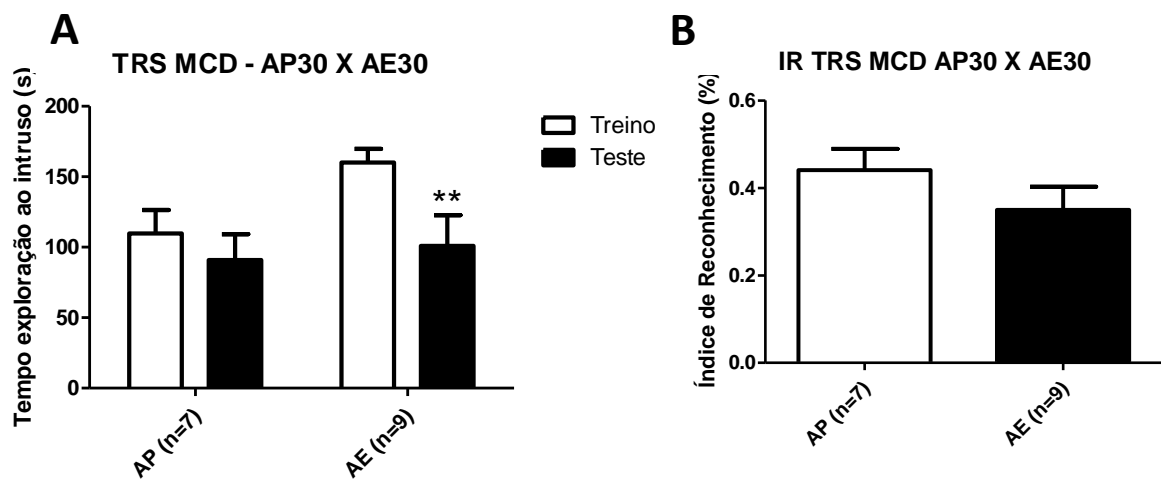 A
TRS MCD - AP30 X AE30
Tempo exploração ao intruso (s)
200
150
100
50
0
**
AP (n=7)
AE (n=9)
Treino
Teste
B
IR TRS MCD AP30 X AE30
Índice de Reconhecimento (%)
0.6
0.4
0.2
0.0
AP (n=7)
AE (n=9)